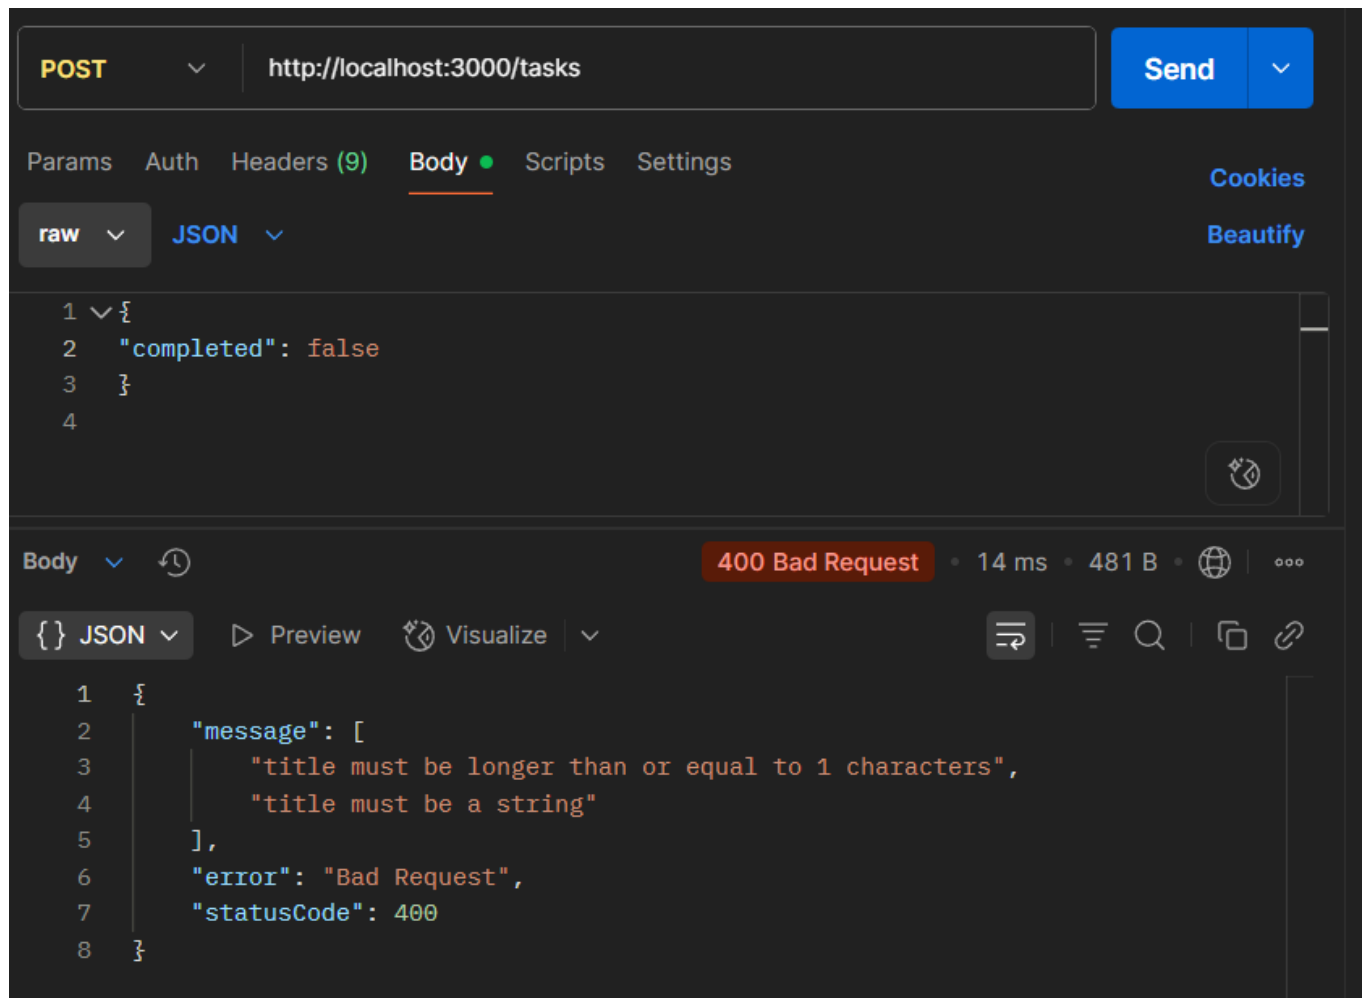 POST http://localhost:3000/tasks Send
Params Auth Headers (9) Body Scripts Settings
Cookies
raw JSON Beautify
1 {
2 "completed": false
3 }
4
Body 400 Bad Request • 14 ms • 481 B •
{} JSON Preview Visualize
1 {
2 "message": [
3 "title must be longer than or equal to 1 characters",
4 "title must be a string"
5 ],
6 "error": "Bad Request",
7 "statusCode": 400
8 }